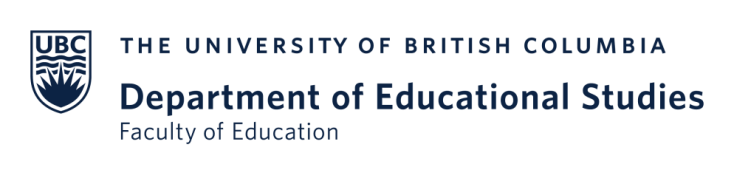 UBC
THE UNIVERSITY OF BRITISH COLUMBIA
Department of Educational Studies
Faculty of Education